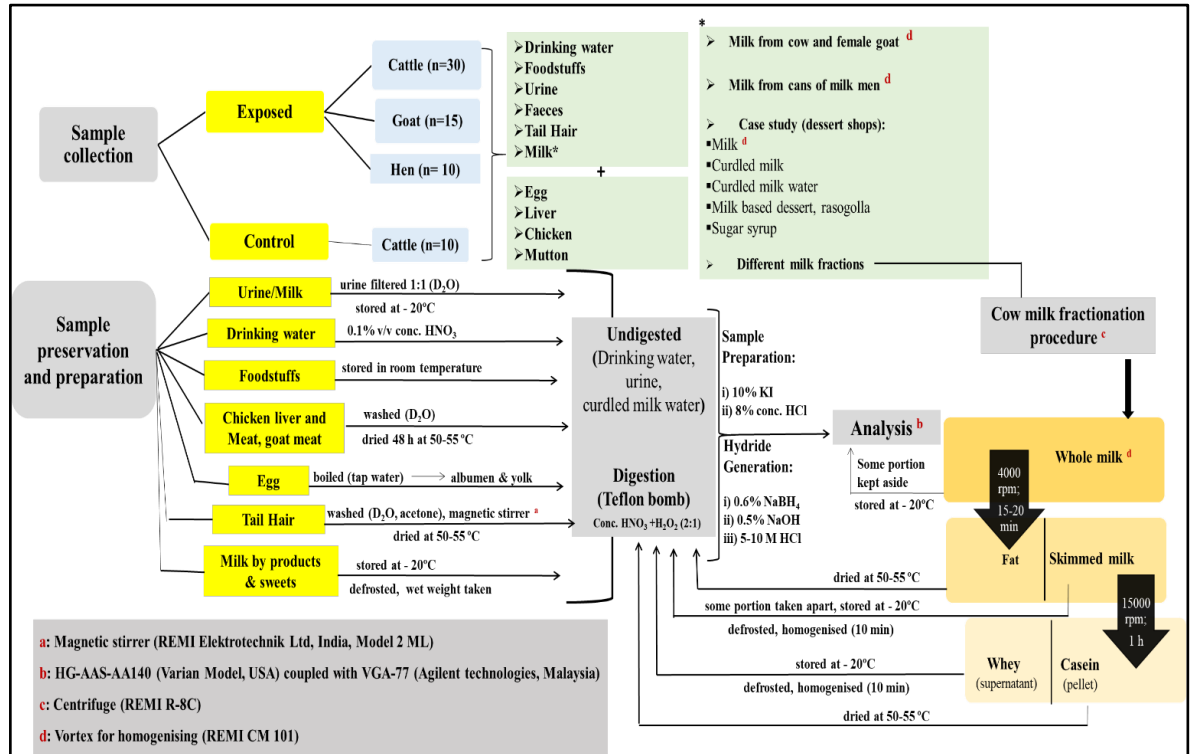 Sample
collection
Exposed
Control
Cattle (n=30)
Goat (n=15)
Hen (n= 10)
Cattle (n=10)
➢Drinking water
➢Foodstuffs
➢Urine
➢Faeces
➢Tail Hair
➢Milk*
+
➢Egg
➢Liver
➢Chicken
➢Mutton
*
➢ Milk from cow and female goat d
➢ Milk from cans of milk men d
➢ Case study (dessert shops):
▪Milk d
▪Curdled milk
▪Curdled milk water
▪Milk based dessert, rasogolla
▪Sugar syrup
➢ Different milk fractions
Cow milk fractionation
procedure c
Sample
preservation
and preparation
Urine/Milk
urine filtered 1:1 (D₂O)
stored at - 20ºC
Drinking water
0.1% v/v conc. HNO₃
Foodstuffs
stored in room temperature
Chicken liver and
Meat, goat meat
washed (D₂O)
dried 48 h at 50-55 ºC
Egg
boiled (tap water)
albumen & yolk
Tail Hair
washed (D₂O, acetone), magnetic stirrer a
dried at 50-55ºC
Milk by products
& sweets
stored at - 20ºC
defrosted, wet weight taken
Undigested
(Drinking water,
urine,
curdled milk
water)
Digestion
(Teflon bomb)
Conc. HNO₃ +H₂O₂ (2:1)
Sample
Preparation:
i) 10% KI
ii) 8% conc. HCl
Hydride
Generation:
i) 0.6% NaBH₄
ii) 0.5% NaOH
iii) 5-10 M HCl
Analysis b
Some portion
kept aside
stored at - 20ºC
Whole milk d
4000
rpm;
15-20
min
Fat
Skimmed milk
15000
rpm;
1 h
Whey
(supernatant)
Casein
(pellet)
dried at 50-55 ºC
some portion taken apart, stored at - 20ºC
defrosted, homogenised (10 min)
stored at - 20ºC
defrosted, homogenised (10 min)
dried at 50-55 ºC
a: Magnetic stirrer (REMI Elektrotechnik Ltd, India, Model 2 ML)
b: HG-AAS-AA140 (Varian Model, USA) coupled with VGA-77 (Agilent technologies, Malaysia)
c: Centrifuge (REMI R-8C)
d: Vortex for homogenising (REMI CM 101)